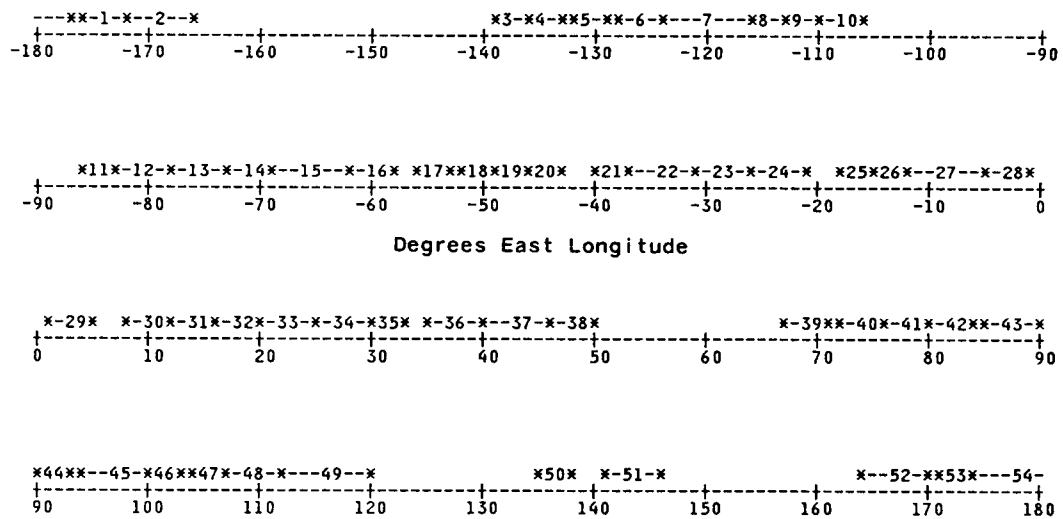 ---**-1--*--2--* *3*-4-**-5-**--6--*---7---*-8-*-9-*-10-*
+---------+---------+---------+---------+---------+---------+---------+---------+---------+
-180 -170 -160 -150 -140 -130 -120 -110 -100 -90
*11*-12--*-13--*-14-*--15--*-16-* *17**-18*19*20* *21*--22--*-23-*-24-* *25*26*--27--*-28*
+---------+---------+---------+---------+---------+---------+---------+---------+---------+
-90 -80 -70 -60 -50 -40 -30 -20 -10 0
Degrees East Longitude
*-29* *-30*-31*-32*-33-*-34-*35* *-36-*--37--*-38* *-39**-40-*-41*-42**-43-*
+---------+---------+---------+---------+---------+---------+---------+---------+---------+
0 10 20 30 40 50 60 70 80 90
*44**--45-*46**47*-48-*---49---* *50* *-51-* *--52-**53*---54-
+---------+---------+---------+---------+---------+---------+---------+---------+---------+
90 100 110 120 130 140 150 160 170 180